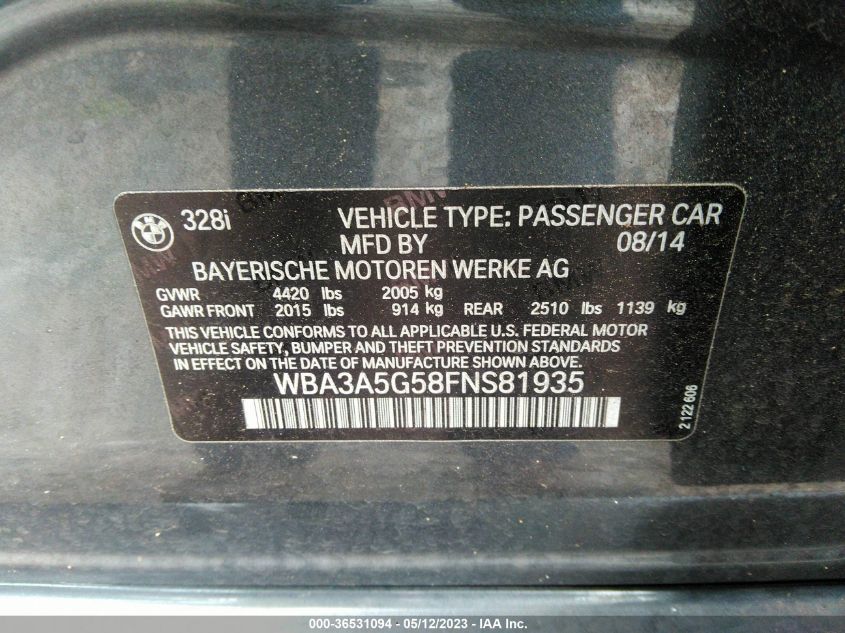 BMW 328i VEHICLE TYPE: PASSENGER CAR
MFD BY 08/14
BAYERISCHE MOTOREN WERKE AG
GVWR 4420 lbs 2005 kg
GAWR FRONT 2015 lbs 914 kg REAR 2510 lbs 1139 kg
THIS VEHICLE CONFORMS TO ALL APPLICABLE U.S. FEDERAL MOTOR
VEHICLE SAFETY, BUMPER AND THEFT PREVENTION STANDARDS
IN EFFECT ON THE DATE OF MANUFACTURE SHOWN ABOVE.
WBA3A5G58FNS81935
2 122 606
000-36531094 - 05/12/2023 - © IAA Inc.